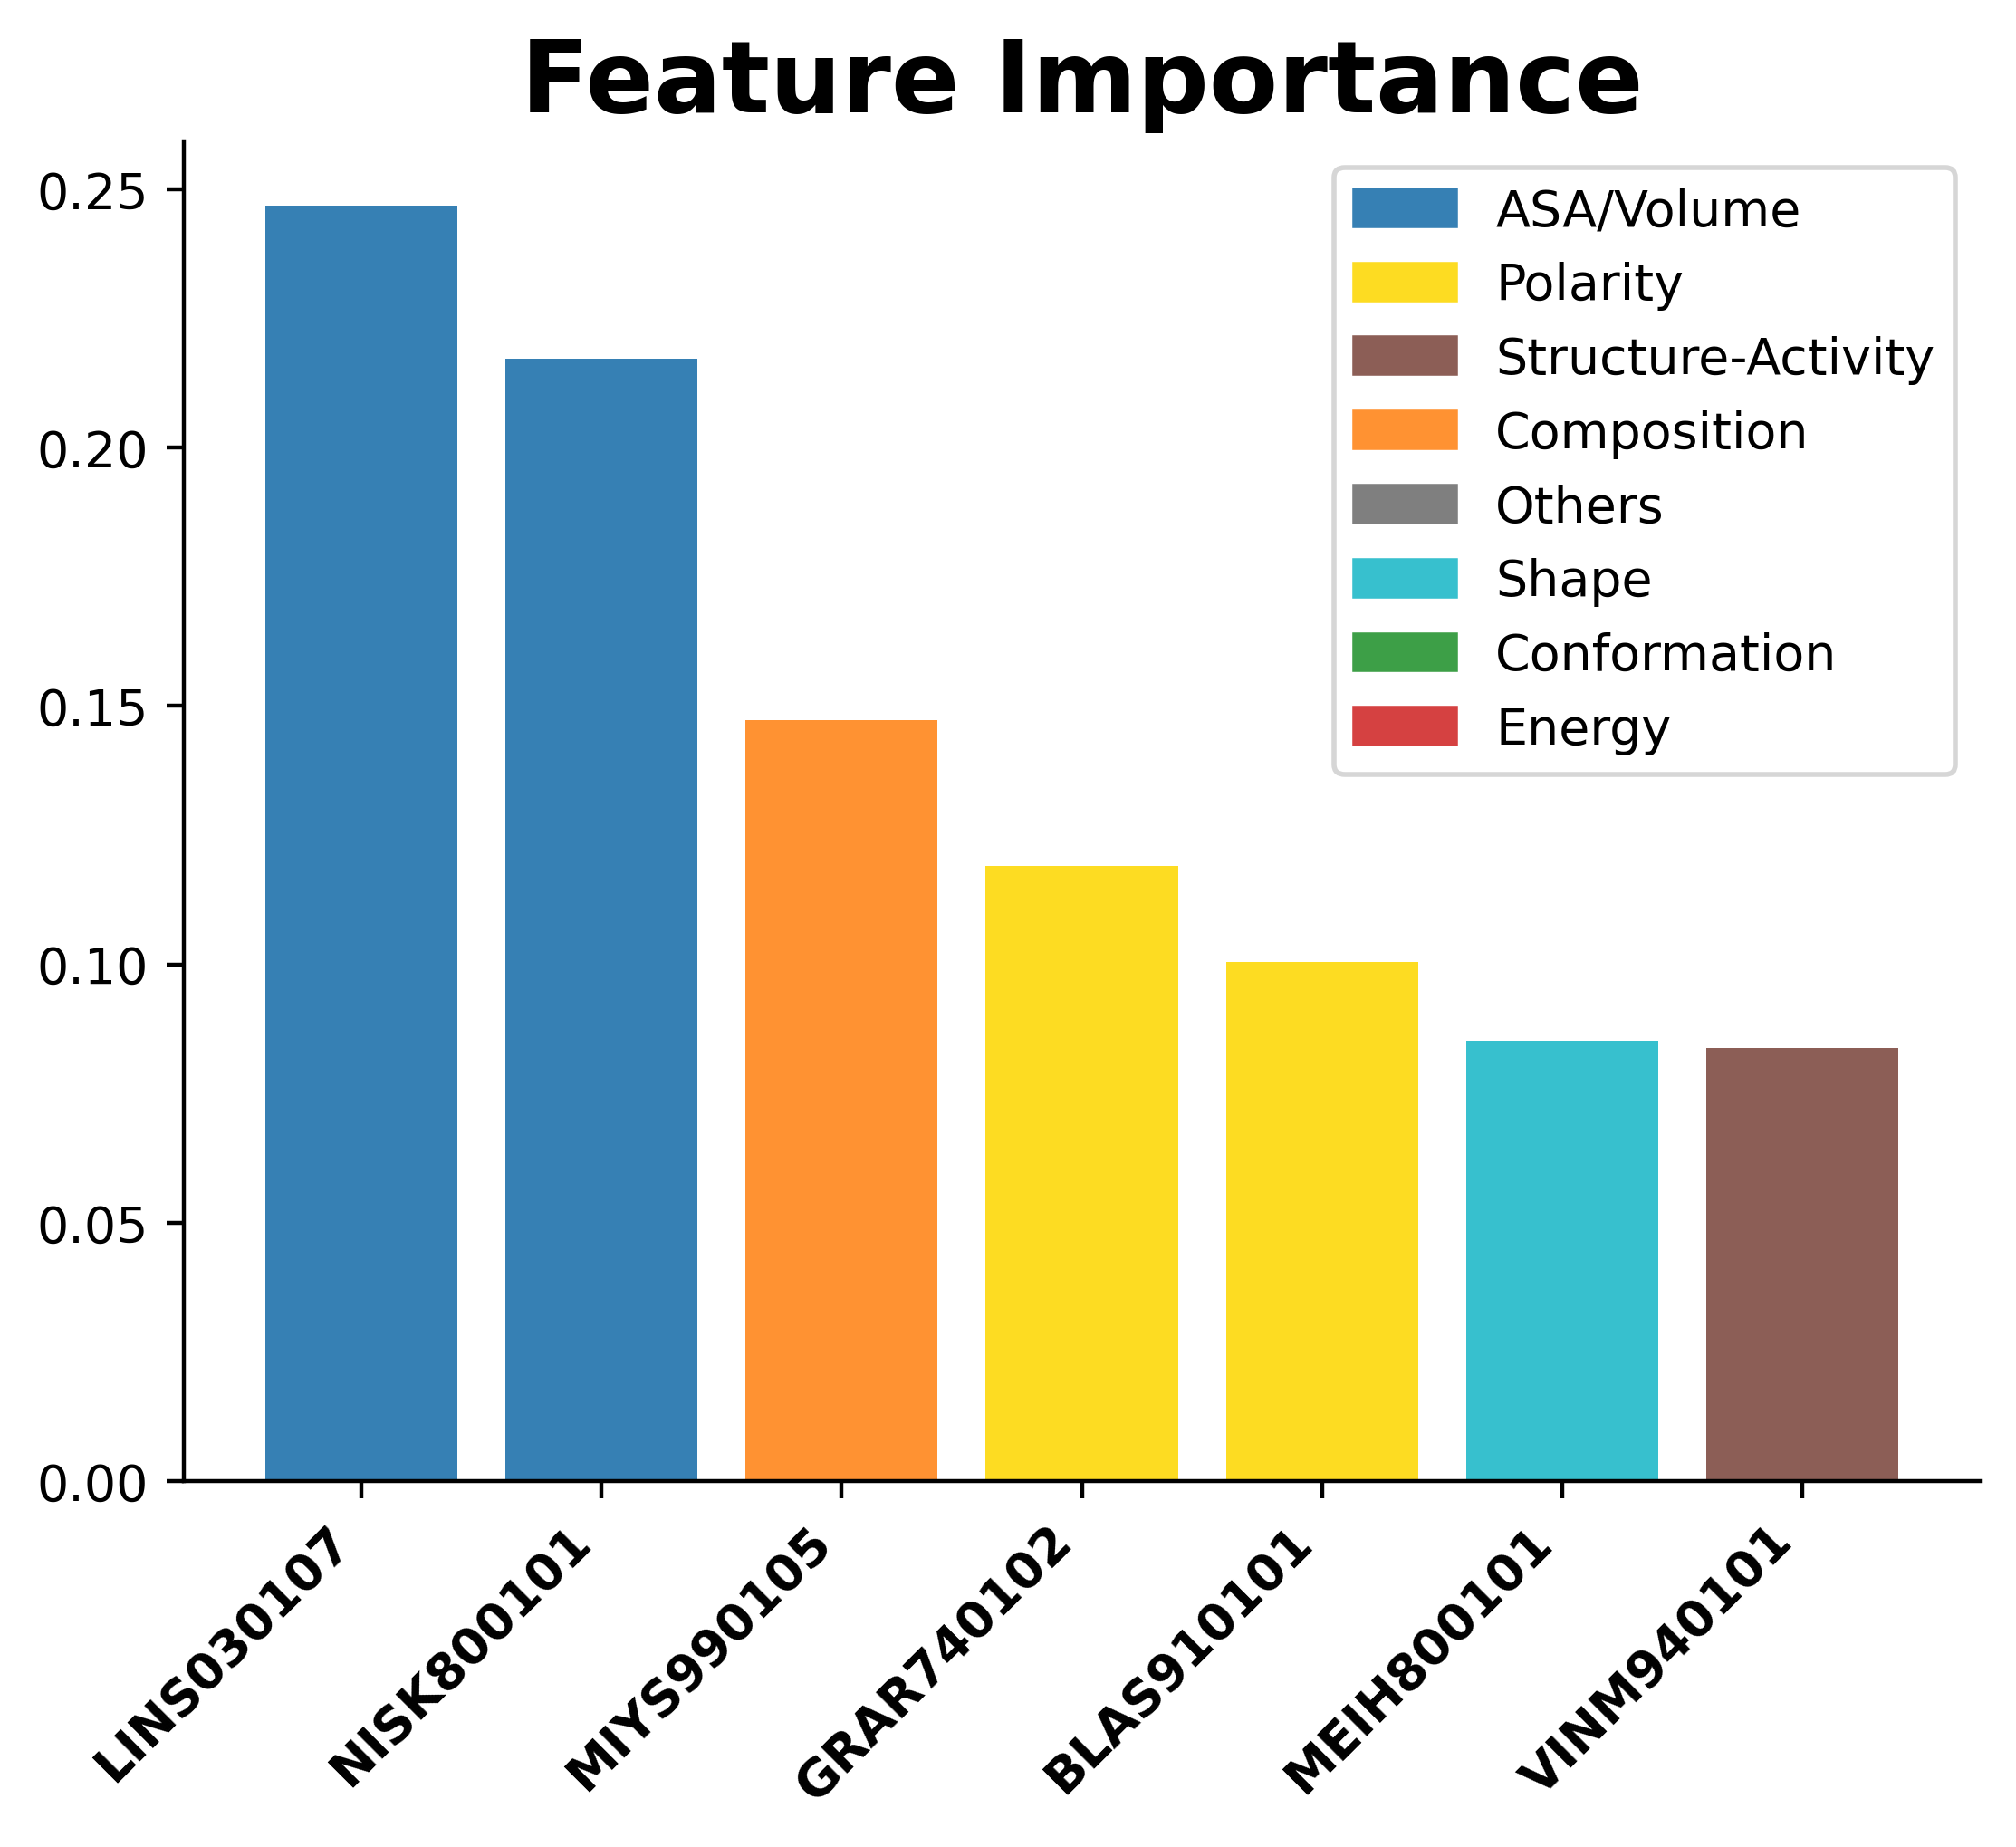 Feature Importance
0.25
0.20
0.15
0.10
0.05
0.00
ASA/Volume
Polarity
Structure-Activity
Composition
Others
Shape
Conformation
Energy
LINS030107
NISK800101
MIYS990105
GRAR740102
BLAS910101
MEIH800101
VINM940101